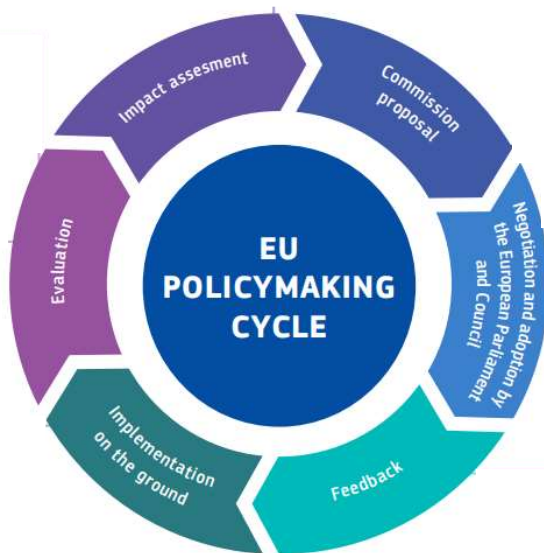 EU
POLICYMAKING
CYCLE
Impact assesment
Commission
proposal
Negotiation and adoption by
the European Parliament
and Council
Feedback
Implementation
on the ground
Evaluation